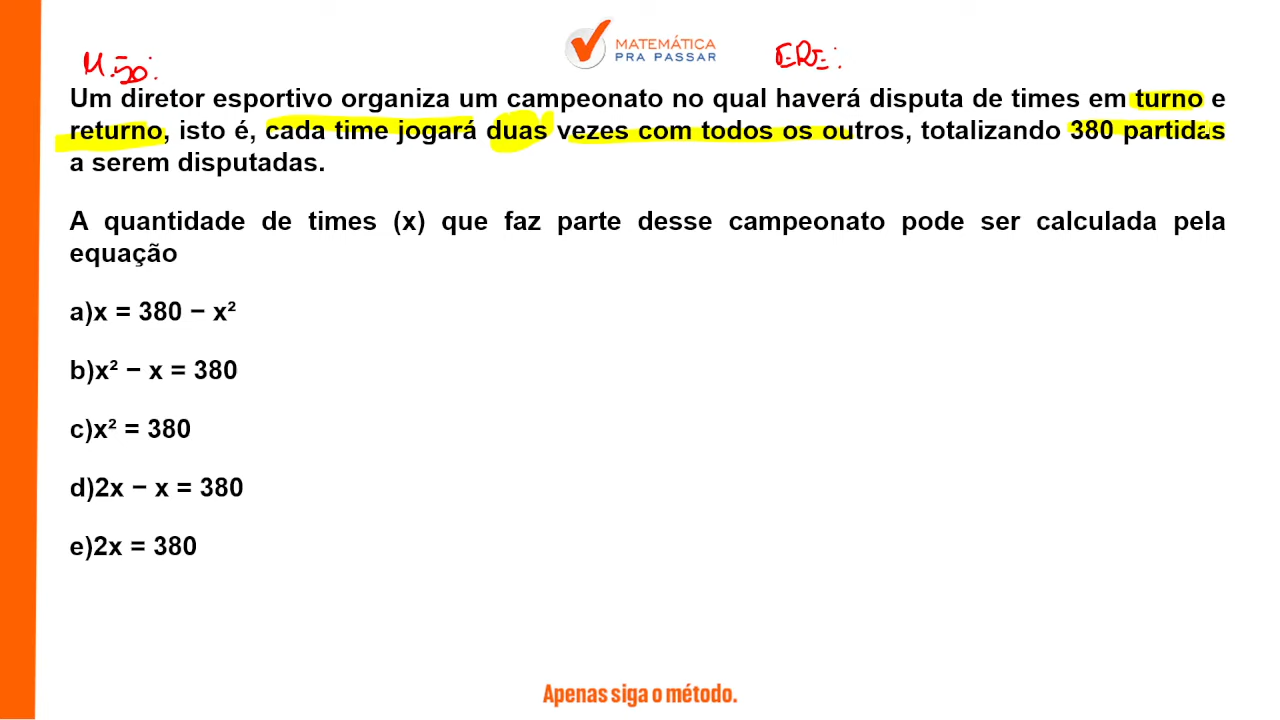 MATEMÁTICA
PRA PASSAR
M.50:
Um diretor esportivo organiza um campeonato no qual haverá disputa de times em turno e
returno, isto é, cada time jogará duas vezes com todos os outros, totalizando 380 partidas
a serem disputadas.
A quantidade de times (x) que faz parte desse campeonato pode ser calculada pela
equação
a)x = 380 − x²
b)x² − x = 380
c)x² = 380
d)2x − x = 380
e)2x = 380
Apenas siga o método.